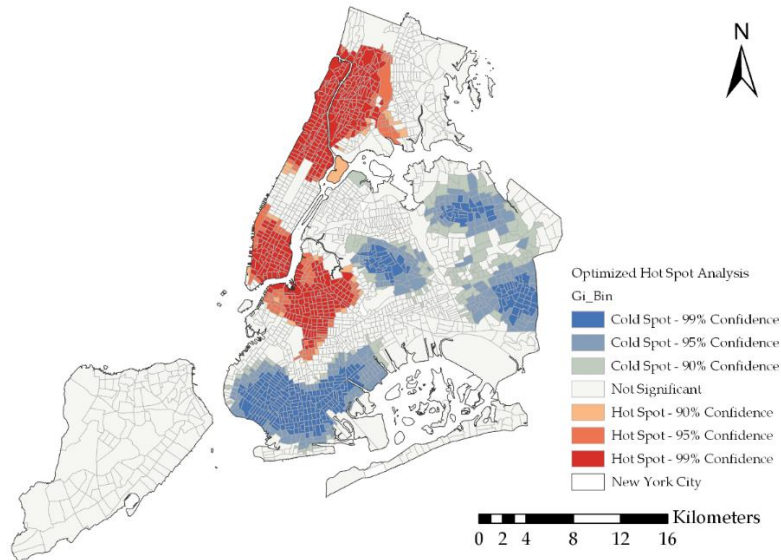 N
Optimized Hot Spot Analysis
Gi_Bin
Cold Spot - 99% Confidence
Cold Spot - 95% Confidence
Cold Spot - 90% Confidence
Not Significant
Hot Spot - 90% Confidence
Hot Spot - 95% Confidence
Hot Spot - 99% Confidence
New York City
Kilometers
0 2 4 8 12 16